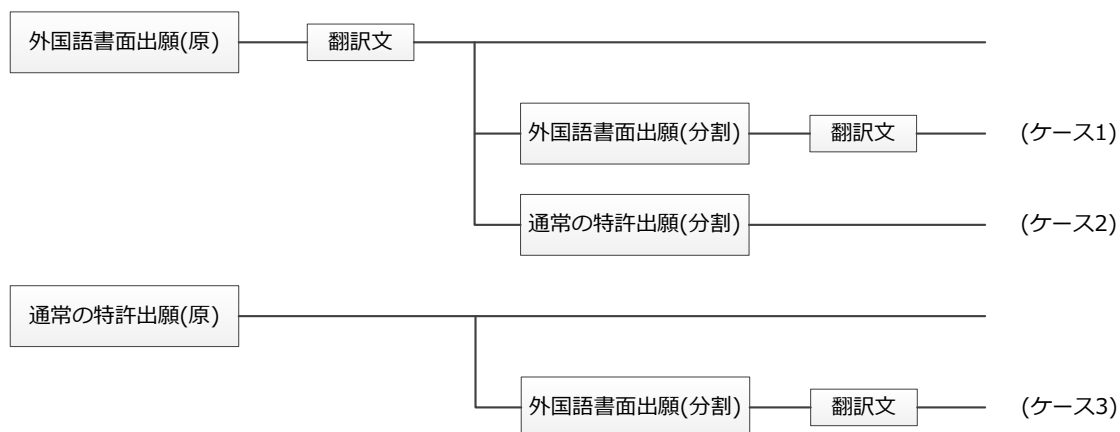 外国語書面出願(原)
翻訳文
外国語書面出願(分割)
翻訳文
(ケース1)
通常の特許出願(分割)
(ケース2)
通常の特許出願(原)
外国語書面出願(分割)
翻訳文
(ケース3)